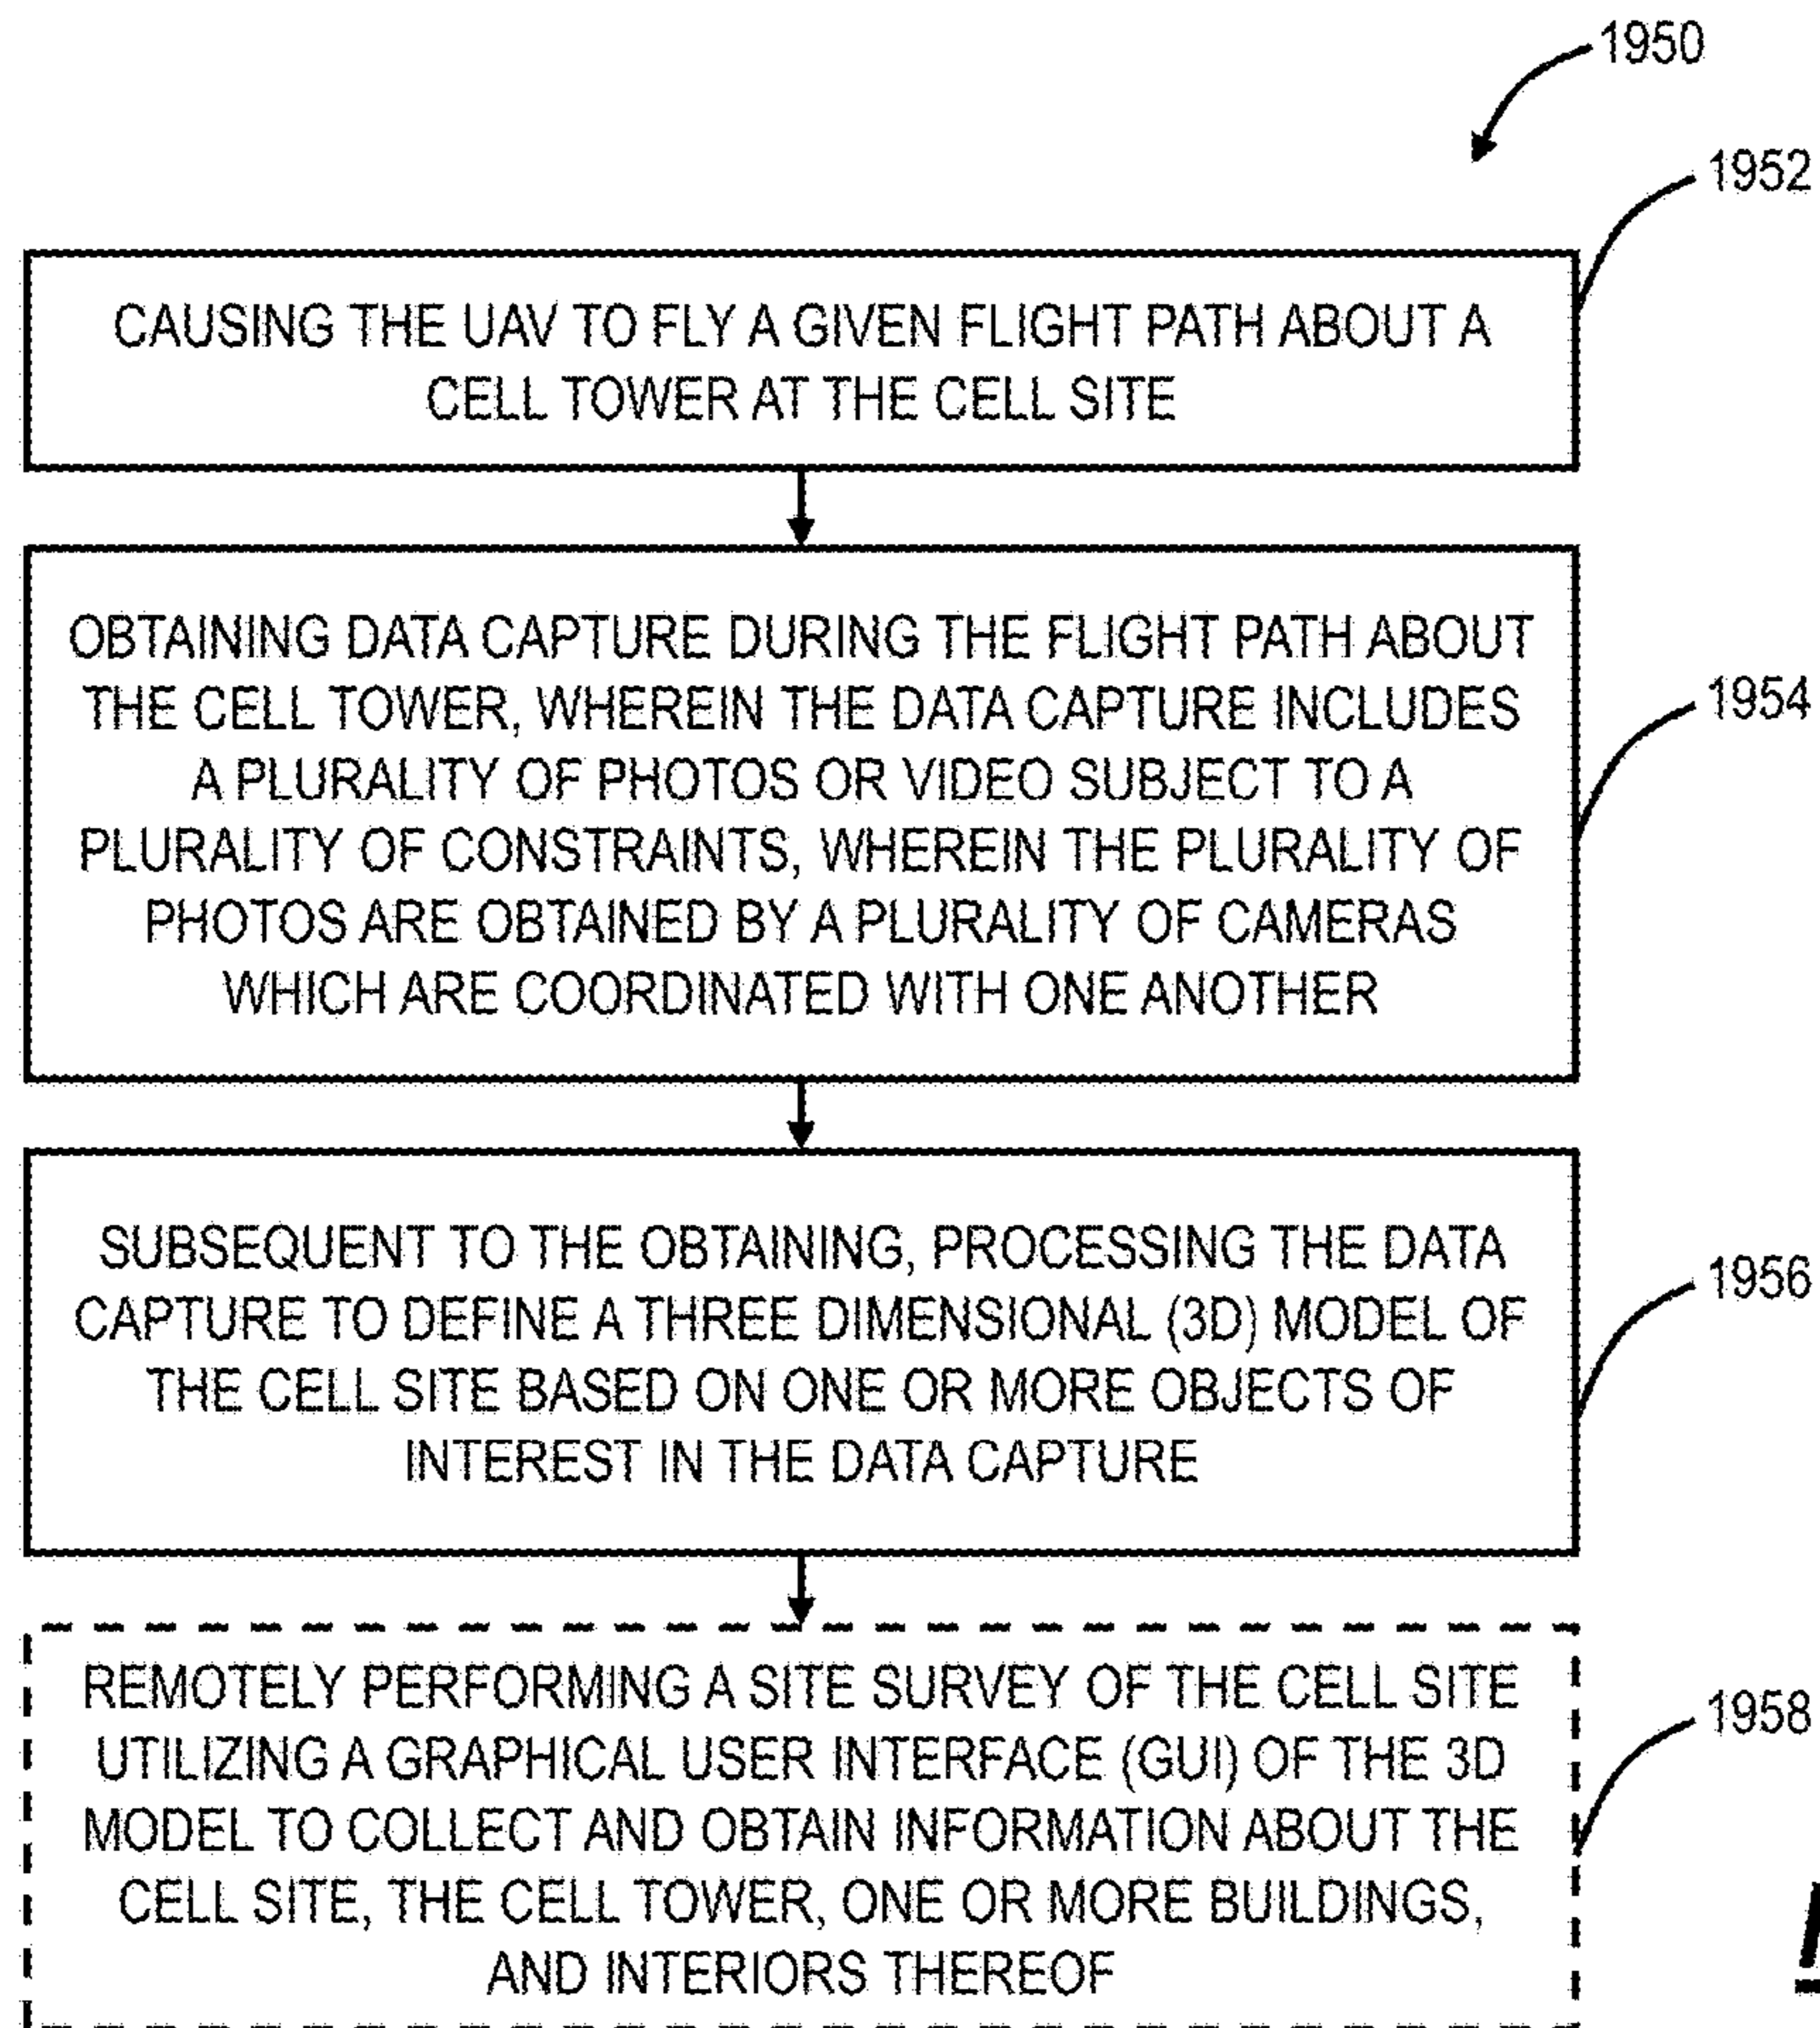 1950
1952
CAUSING THE UAV TO FLY A GIVEN FLIGHT PATH ABOUT A
CELL TOWER AT THE CELL SITE
OBTAINING DATA CAPTURE DURING THE FLIGHT PATH ABOUT
THE CELL TOWER, WHEREIN THE DATA CAPTURE INCLUDES
A PLURALITY OF PHOTOS OR VIDEO SUBJECT TO A
PLURALITY OF CONSTRAINTS, WHEREIN THE PLURALITY OF
PHOTOS ARE OBTAINED BY A PLURALITY OF CAMERAS
WHICH ARE COORDINATED WITH ONE ANOTHER
1954
SUBSEQUENT TO THE OBTAINING, PROCESSING THE DATA
CAPTURE TO DEFINE A THREE DIMENSIONAL (3D) MODEL OF
THE CELL SITE BASED ON ONE OR MORE OBJECTS OF
INTEREST IN THE DATA CAPTURE
1956
REMOTELY PERFORMING A SITE SURVEY OF THE CELL SITE
UTILIZING A GRAPHICAL USER INTERFACE (GUI) OF THE 3D
MODEL TO COLLECT AND OBTAIN INFORMATION ABOUT THE
CELL SITE, THE CELL TOWER, ONE OR MORE BUILDINGS,
AND INTERIORS THEREOF
1958